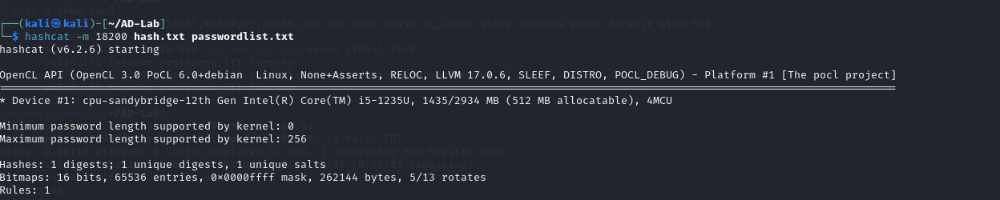 ┌──(kali㉿kali)-[~/AD-Lab]
└─$ hashcat -m 18200 hash.txt passwordlist.txt
hashcat (v6.2.6) starting
OpenCL API (OpenCL 3.0 PoCL 6.0+debian  Linux, None+Asserts, RELOC, LLVM 17.0.6, SLEEF, DISTRO, POCL_DEBUG) - Platform #1 [The pocl project]
* Device #1: cpu-sandybridge-12th Gen Intel(R) Core(TM) i5-1235U, 1435/2934 MB (512 MB allocatable), 4MCU
Minimum password length supported by kernel: 0
Maximum password length supported by kernel: 256
Hashes: 1 digests; 1 unique digests, 1 unique salts
Bitmaps: 16 bits, 65536 entries, 0x0000ffff mask, 262144 bytes, 5/13 rotates
Rules: 1